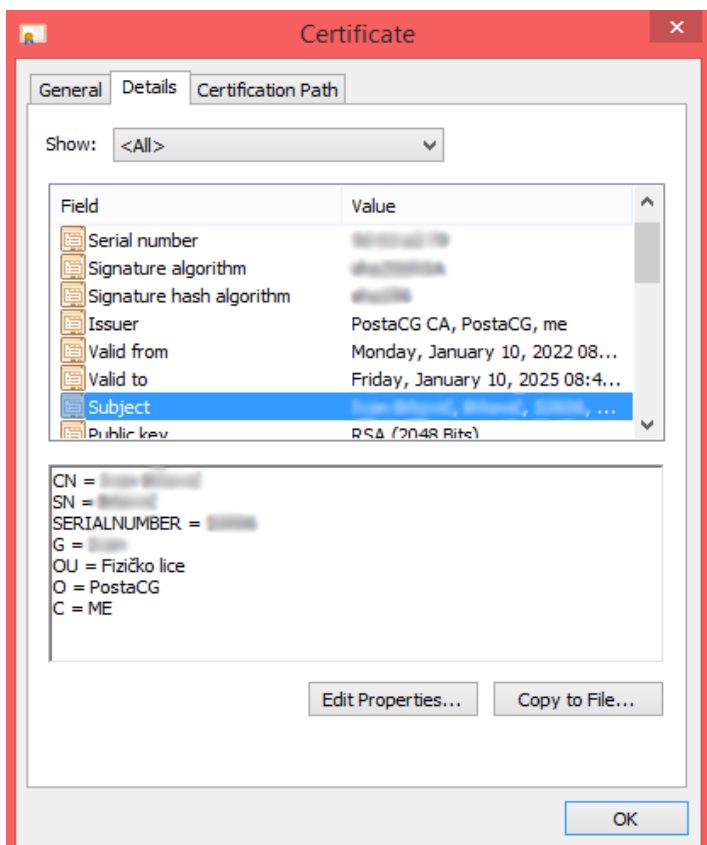 Certificate
General Details Certification Path
Show: <All>
Field Value
Serial number
Signature algorithm
Signature hash algorithm
Issuer PostaCG CA, PostaCG, me
Valid from Monday, January 10, 2022 08...
Valid to Friday, January 10, 2025 08:4...
Subject
Public key RSA (2048 Bits)
CN =
SN =
SERIALNUMBER =
G =
OU = Fizičko lice
O = PostaCG
C = ME
Edit Properties... Copy to File...
OK